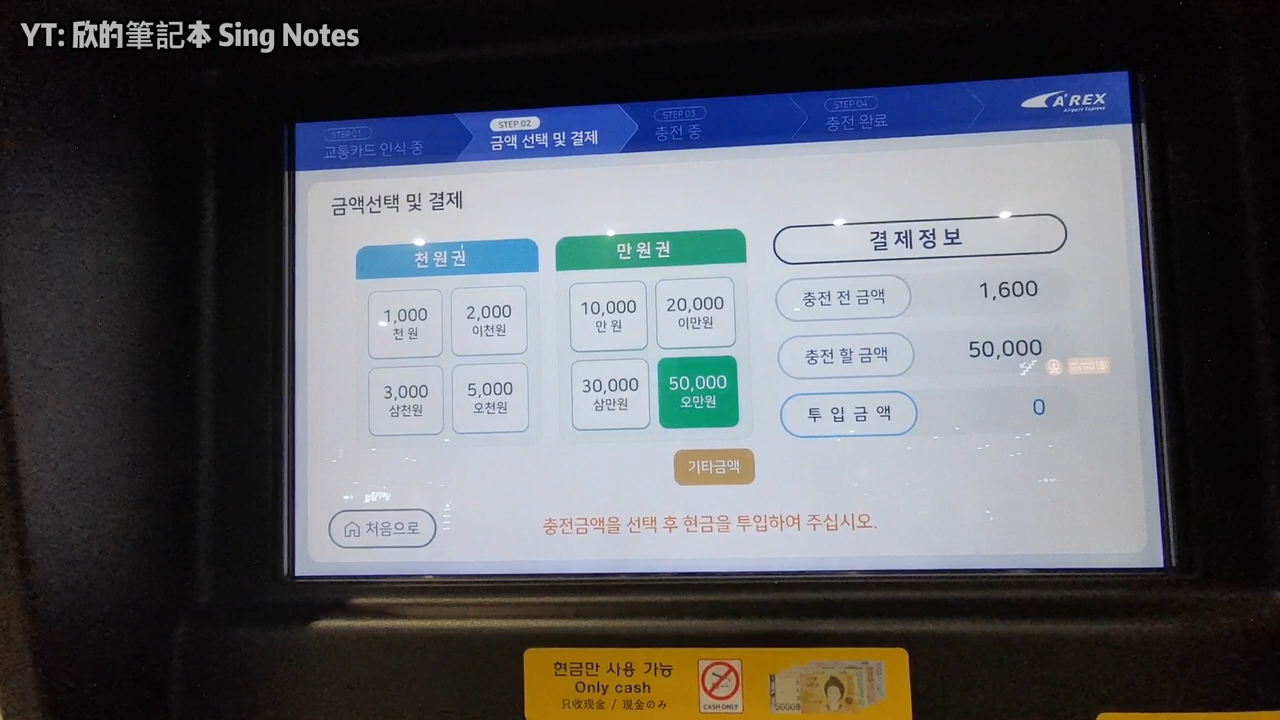 YT: 欣的筆記本 Sing Notes
STEP 01
교통카드 인식 중
STEP 02
금액 선택 및 결제
STEP 03
충전 중
STEP 04
충전 완료
A'REX
Airport Express
금액선택 및 결제
천원권
1,000
천 원
2,000
이천원
3,000
삼천원
5,000
오천원
만원권
10,000
만 원
20,000
이만원
30,000
삼만원
50,000
오만원
기타금액
결제정보
충전 전 금액
1,600
충전 할 금액
50,000
투 입 금 액
0
처음으로
충전금액을 선택 후 현금을 투입하여 주십시오.
현금만 사용 가능
Only cash
只收现金 / 現金のみ
CASH ONLY
50000